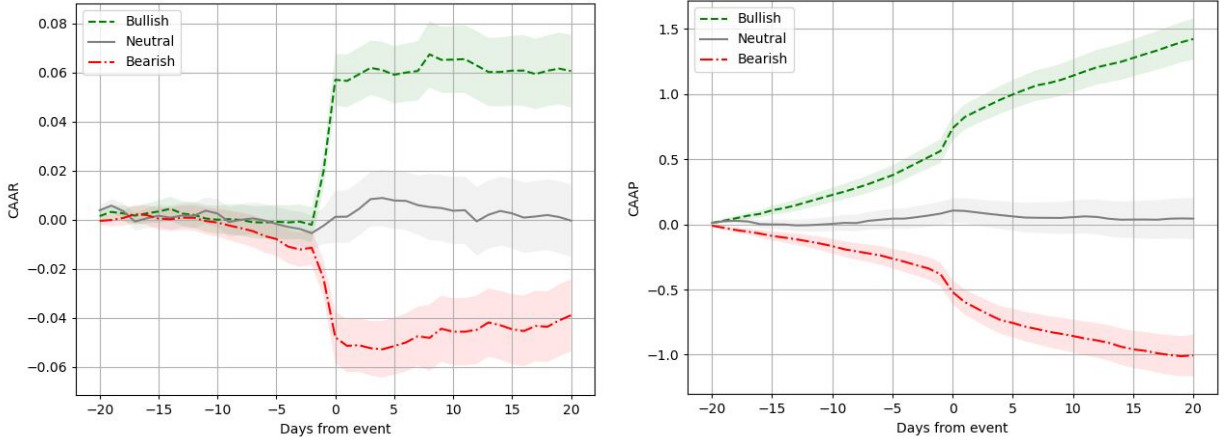 0.08
0.06
0.04
0.02
0.00
−0.02
−0.04
−0.06
CAAR
Bullish
Neutral
Bearish
−20 −15 −10 −5 0 5 10 15 20
Days from event
1.5
1.0
0.5
0.0
−0.5
−1.0
CAAP
Bullish
Neutral
Bearish
−20 −15 −10 −5 0 5 10 15 20
Days from event